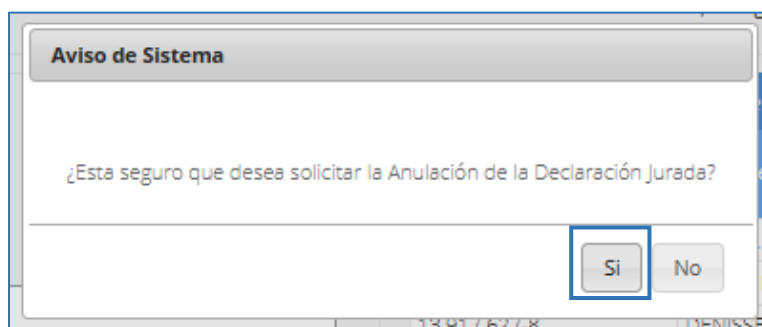 Aviso de Sistema
¿Esta seguro que desea solicitar la Anulación de la Declaración Jurada?
Si
No